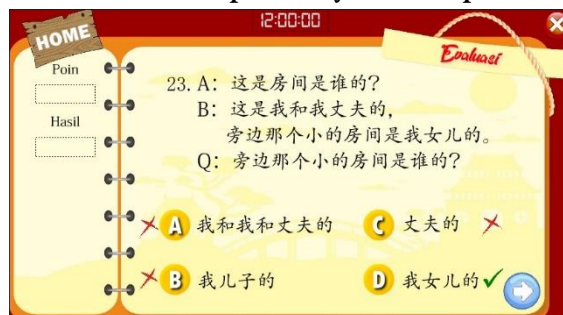 12:00:00
HOME
Evaluasi
Poin
Hasil
23. A: 这是房间是谁的?
B: 这是我和我丈夫的,
旁边那个小的房间是我女儿的。
Q: 旁边那个小的房间是谁的?
A 我和我和丈夫的
C 丈夫的
B 我儿子的
D 我女儿的